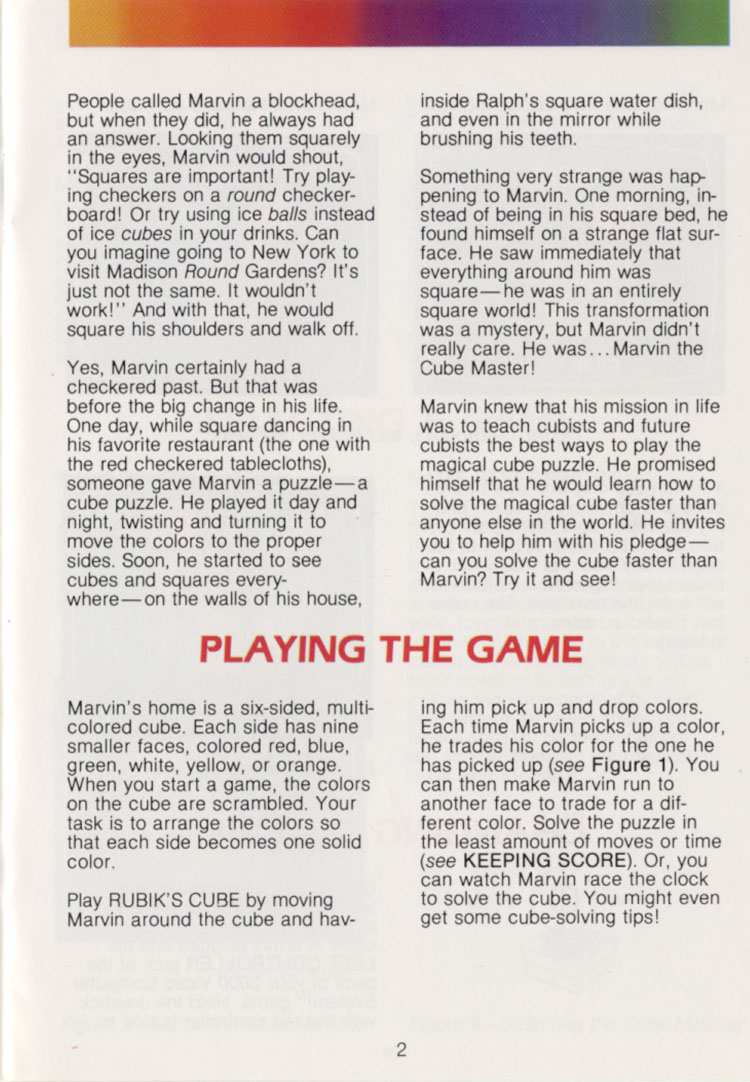 People called Marvin a blockhead,
but when they did, he always had
an answer. Looking them squarely
in the eyes, Marvin would shout,
"Squares are important! Try play-
ing checkers on a round checker-
board! Or try using ice balls instead
of ice cubes in your drinks. Can
you imagine going to New York to
visit Madison Round Gardens? It's
just not the same. It wouldn't
work!" And with that, he would
square his shoulders and walk off.

Yes, Marvin certainly had a
checkered past. But that was
before the big change in his life.
One day, while square dancing in
his favorite restaurant (the one with
the red checkered tablecloths),
someone gave Marvin a puzzle—a
cube puzzle. He played it day and
night, twisting and turning it to
move the colors to the proper
sides. Soon, he started to see
cubes and squares every-
where—on the walls of his house,
inside Ralph's square water dish,
and even in the mirror while
brushing his teeth.

Something very strange was hap-
pening to Marvin. One morning, in-
stead of being in his square bed, he
found himself on a strange flat sur-
face. He saw immediately that
everything around him was
square—he was in an entirely
square world! This transformation
was a mystery, but Marvin didn't
really care. He was...Marvin the
Cube Master!

Marvin knew that his mission in life
was to teach cubists and future
cubists the best ways to play the
magical cube puzzle. He promised
himself that he would learn how to
solve the magical cube faster than
anyone else in the world. He invites
you to help him with his pledge—
can you solve the cube faster than
Marvin? Try it and see!

PLAYING THE GAME

Marvin's home is a six-sided, multi-
colored cube. Each side has nine
smaller faces, colored red, blue,
green, white, yellow, or orange.
When you start a game, the colors
on the cube are scrambled. Your
task is to arrange the colors so
that each side becomes one solid
color.

Play RUBIK'S CUBE by moving
Marvin around the cube and hav-
ing him pick up and drop colors.
Each time Marvin picks up a color,
he trades his color for the one he
has picked up (see Figure 1). You
can then make Marvin run to
another face to trade for a dif-
ferent color. Solve the puzzle in
the least amount of moves or time
(see KEEPING SCORE). Or, you
can watch Marvin race the clock
to solve the cube. You might even
get some cube-solving tips!

2